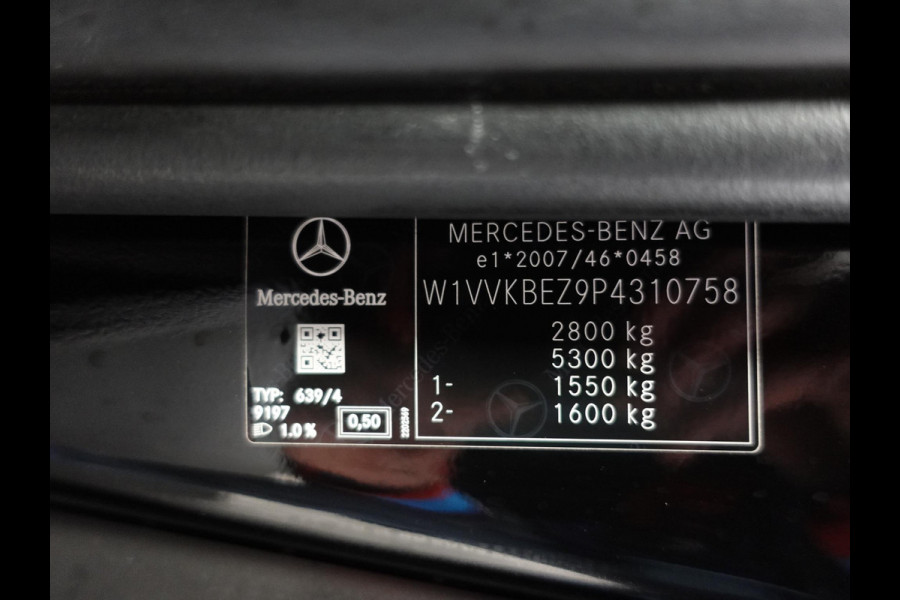 MERCEDES-BENZ AG
e1*2007/46*0458
W1VVKBEZ9P4310758
2800 kg
5300 kg
1- 1550 kg
2- 1600 kg
Mercedes-Benz
TYP: 639/4
9197
1.0%
0,50